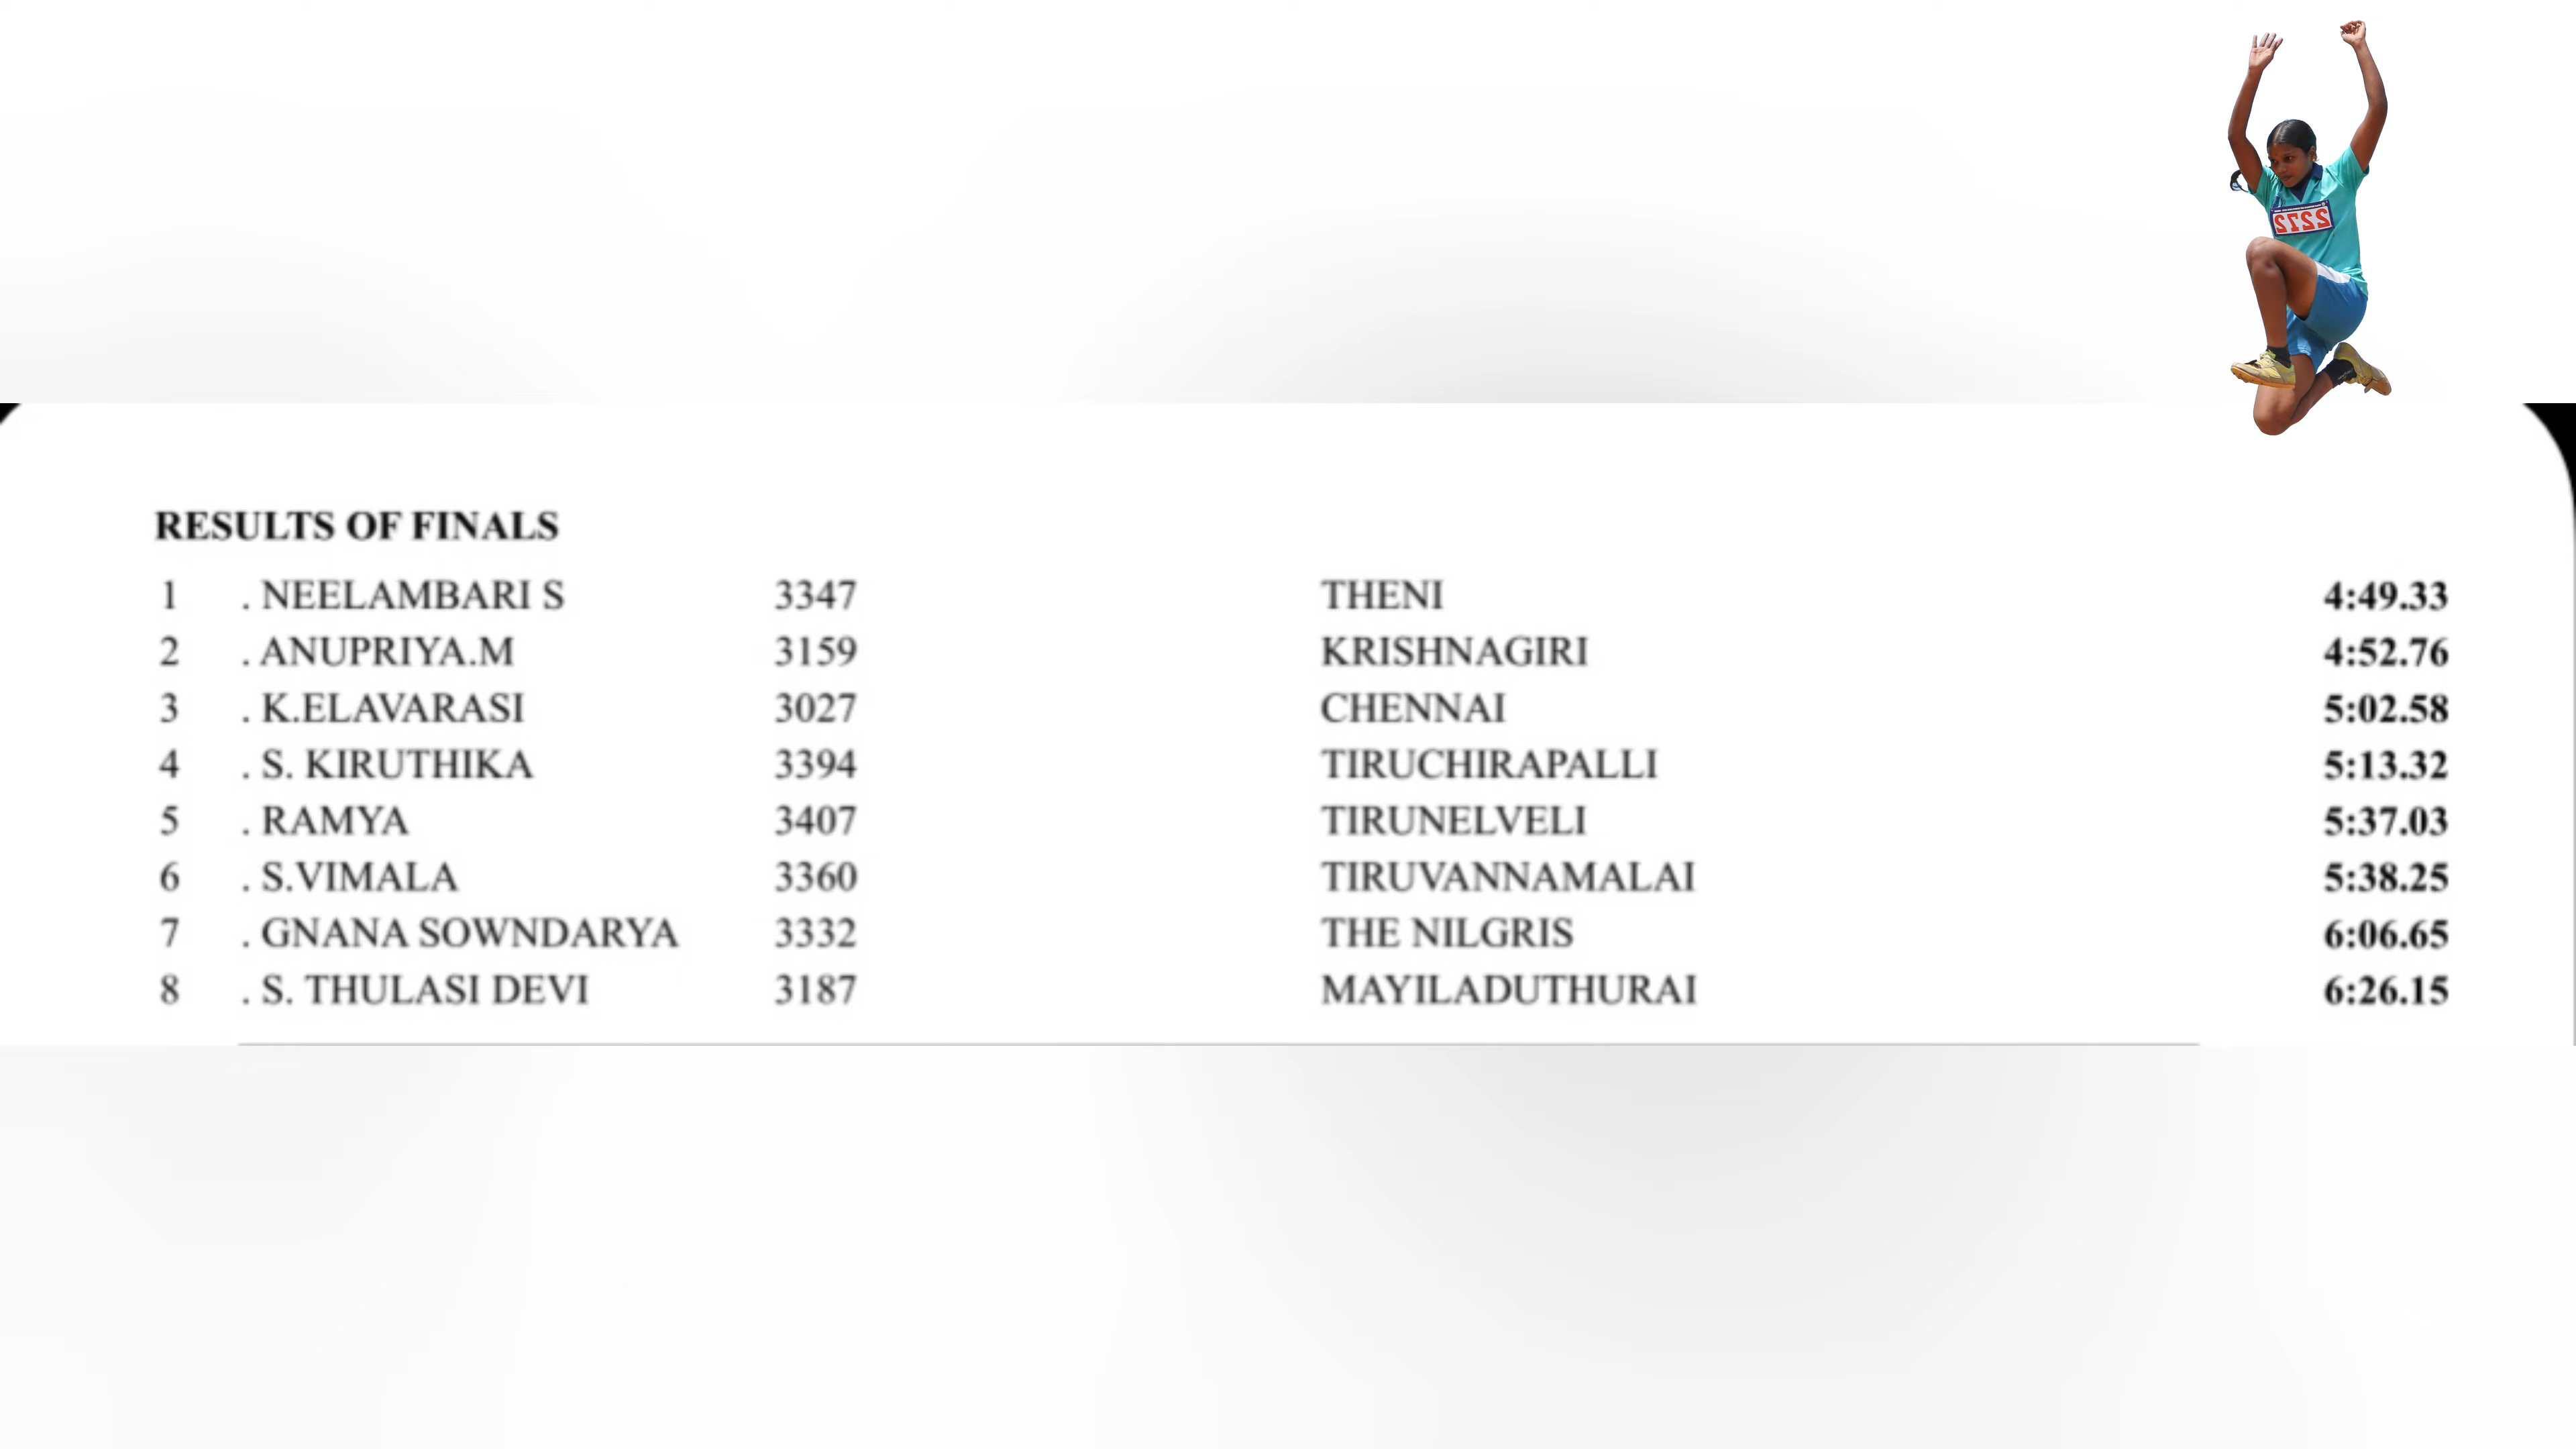 RESULTS OF FINALS
1 . NEELAMBARI S 3347 THENI 4:49.33
2 . ANUPRIYA.M 3159 KRISHNAGIRI 4:52.76
3 . K.ELAVARASI 3027 CHENNAI 5:02.58
4 . S. KIRUTHIKA 3394 TIRUCHIRAPALLI 5:13.32
5 . RAMYA 3407 TIRUNELVELI 5:37.03
6 . S.VIMALA 3360 TIRUVANNAMALAI 5:38.25
7 . GNANA SOWNDARYA 3332 THE NILGRIS 6:06.65
8 . S. THULASI DEVI 3187 MAYILADUTHURAI 6:26.15